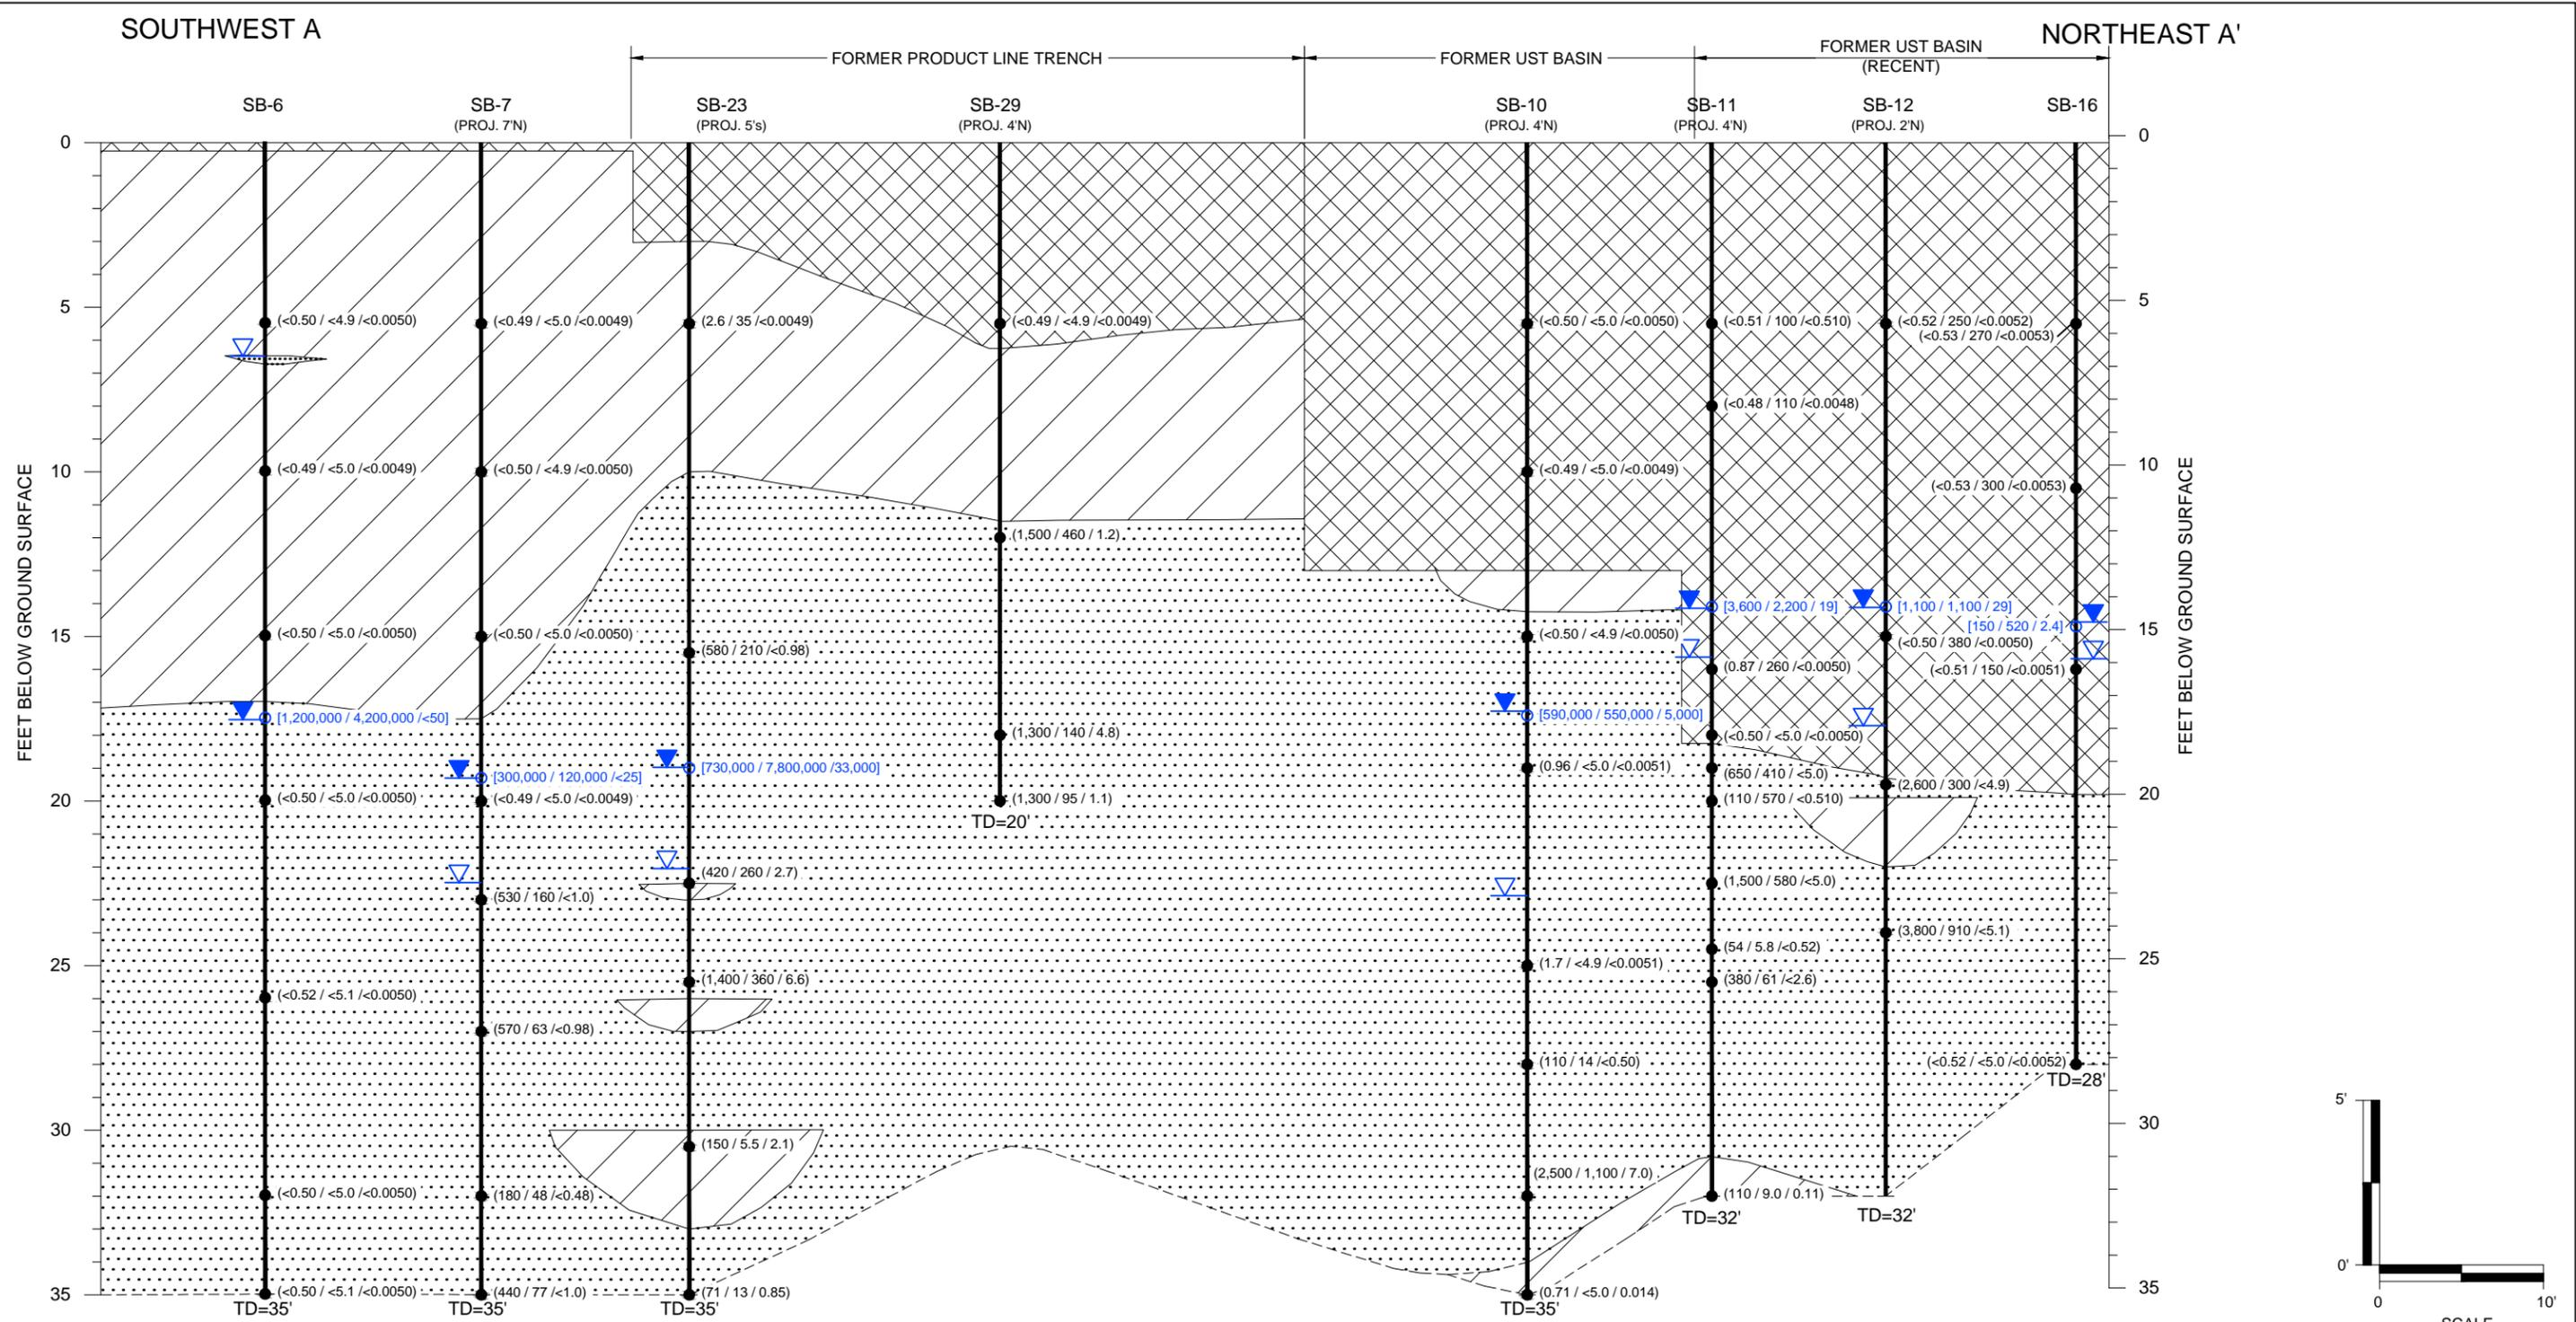 SOUTHWEST A
NORTHEAST A'
FORMER PRODUCT LINE TRENCH
FORMER UST BASIN
FORMER UST BASIN
(RECENT)
SB-6
SB-7
(PROJ. 7'N)
SB-23
(PROJ. 5's)
SB-29
(PROJ. 4'N)
SB-10
(PROJ. 4'N)
SB-11
(PROJ. 4'N)
SB-12
(PROJ. 2'N)
SB-16
FEET BELOW GROUND SURFACE
0
5
10
15
20
25
30
35
(<0.50 / <4.9 /<0.0050)
(<0.49 / <5.0 /<0.0049)
(<0.50 / <5.0 /<0.0050)
[1,200,000 / 4,200,000 /<50]
(<0.50 / <5.0 /<0.0050)
(<0.52 / <5.1 /<0.0050)
(<0.50 / <5.0 /<0.0050)
(<0.50 / <5.1 /<0.0050)
TD=35'
(<0.49 / <5.0 /<0.0049)
(<0.50 / <4.9 /<0.0050)
(<0.50 / <5.0 /<0.0050)
[300,000 / 120,000 /<25]
(<0.49 / <5.0 /<0.0049)
(530 / 160 /<1.0)
(570 / 63 /<0.98)
(180 / 48 /<0.48)
(440 / 77 /<1.0)
TD=35'
(2.6 / 35 /<0.0049)
(580 / 210 /<0.98)
[730,000 / 7,800,000 /33,000]
(420 / 260 / 2.7)
(1,400 / 360 / 6.6)
(150 / 5.5 / 2.1)
(71 / 13 / 0.85)
TD=35'
(<0.49 / <4.9 /<0.0049)
(1,500 / 460 / 1.2)
(1,300 / 140 / 4.8)
(1,300 / 95 / 1.1)
TD=20'
(<0.50 / <5.0 /<0.0050)
(<0.49 / <5.0 /<0.0049)
(<0.50 / <4.9 /<0.0050)
[590,000 / 550,000 / 5,000]
(0.96 / <5.0 /<0.0051)
(1.7 / <4.9 /<0.0051)
(110 / 14 /<0.50)
(2,500 / 1,100 / 7.0)
(0.71 / <5.0 / 0.014)
TD=35'
(<0.51 / 100 /<0.510)
(<0.48 / 110 /<0.0048)
[3,600 / 2,200 / 19]
(0.87 / 260 /<0.0050)
(<0.50 / <5.0 /<0.0050)
(650 / 410 /<5.0)
(110 / 570 /<0.510)
(1,500 / 580 /<5.0)
(54 / 5.8 /<0.52)
(380 / 61 /<2.6)
(110 / 9.0 / 0.11)
TD=32'
(<0.52 / 250 /<0.0052)
[1,100 / 1,100 / 29]
(<0.50 / 380 /<0.0050)
(2,600 / 300 /<4.9)
(3,800 / 910 /<5.1)
TD=32'
(<0.53 / 270 /<0.0053)
(<0.53 / 300 /<0.0053)
[150 / 520 / 2.4]
(<0.51 / 150 /<0.0051)
(<0.52 / <5.0 /<0.0052)
TD=28'
0
5
10
15
20
25
30
35
FEET BELOW GROUND SURFACE
5'
0'
0
10'